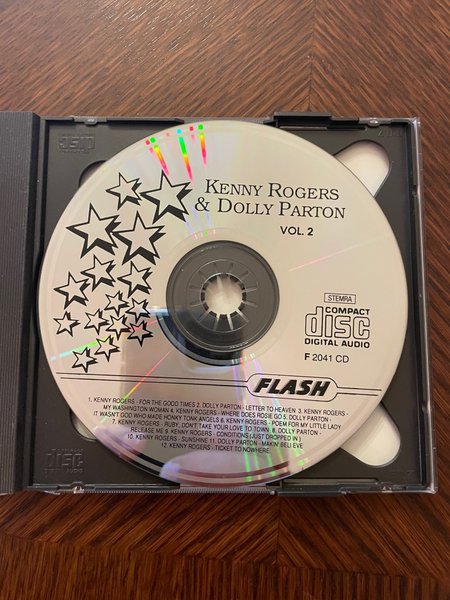 KENNY ROGERS
& DOLLY PARTON
VOL. 2
STEMRA
COMPACT
disc
DIGITAL AUDIO
F 2041 CD
FLASH
1. KENNY ROGERS - FOR THE GOOD TIMES 2. DOLLY PARTON - LETTER TO HEAVEN 3. KENNY ROGERS -
MY WASHINGTON WOMAN 4. KENNY ROGERS - WHERE DOES ROSIE GO 5. DOLLY PARTON -
IT WASN'T GOD WHO MADE HONKY TONK ANGELS 6. KENNY ROGERS - POEM FOR MY LITTLE LADY
7. KENNY ROGERS - RUBY, DON'T TAKE YOUR LOVE TO TOWN 8. DOLLY PARTON -
RELEASE ME 9. KENNY ROGERS - CONDITIONS (JUST DROPPED IN)
10. KENNY ROGERS - SUNSHINE 11. DOLLY PARTON - MAKIN' BELIEVE
12. KENNY ROGERS - TICKET TO NOWHERE
disc